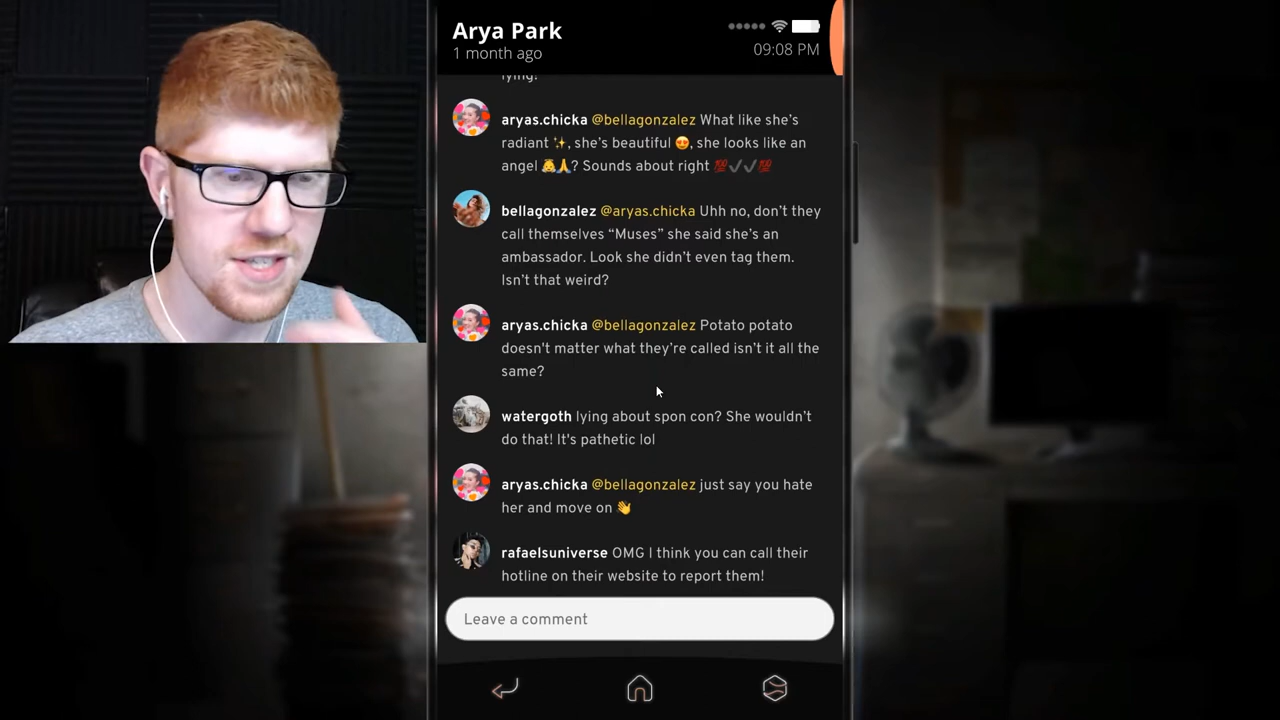 Arya Park
1 month ago
09:08 PM
lying!
aryas.chicka @bellagonzalez What like she's
radiant ✨, she's beautiful 😍, she looks like an
angel 👼🙏? Sounds about right 💯✔✔💯
bellagonzalez @aryas.chicka Uhh no, don't they
call themselves “Muses” she said she's an
ambassador. Look she didn't even tag them.
Isn't that weird?
aryas.chicka @bellagonzalez Potato potato
doesn't matter what they're called isn't it all the
same?
watergoth lying about spon con? She wouldn't
do that! It's pathetic lol
aryas.chicka @bellagonzalez just say you hate
her and move on 👋
rafaelsuniverse OMG I think you can call their
hotline on their website to report them!
Leave a comment